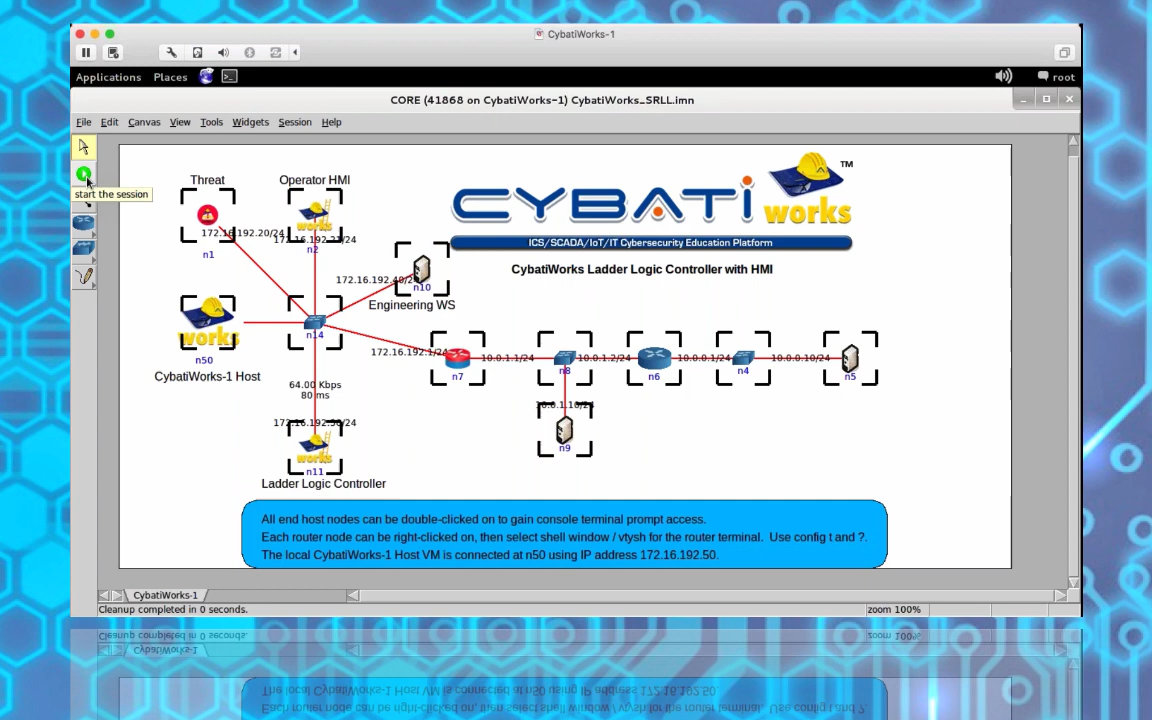 CybatiWorks-1
Applications Places root
CORE (41868 on CybatiWorks-1) CybatiWorks_SRLL.imn
File Edit Canvas View Tools Widgets Session Help
start the session
Threat
Operator HMI
172.16.192.20/24
n1
n2
CYBATI works TM
ICS/SCADA/IoT/IT Cybersecurity Education Platform
CybatiWorks Ladder Logic Controller with HMI
n10
Engineering WS
works
n50
CybatiWorks-1 Host
n14
172.16.192.1/24
n7
10.0.1.1/24
n8
10.0.1.2/24
n6
10.0.0.1/24
n4
10.0.0.10/24
n5
64.00 Kbps
80 ms
n9
works
n11
Ladder Logic Controller
All end host nodes can be double-clicked on to gain console terminal prompt access.
Each router node can be right-clicked on, then select shell window / vtysh for the router terminal. Use config t and ?.
The local CybatiWorks-1 Host VM is connected at n50 using IP address 172.16.192.50.
CybatiWorks-1
Cleanup completed in 0 seconds.
zoom 100%